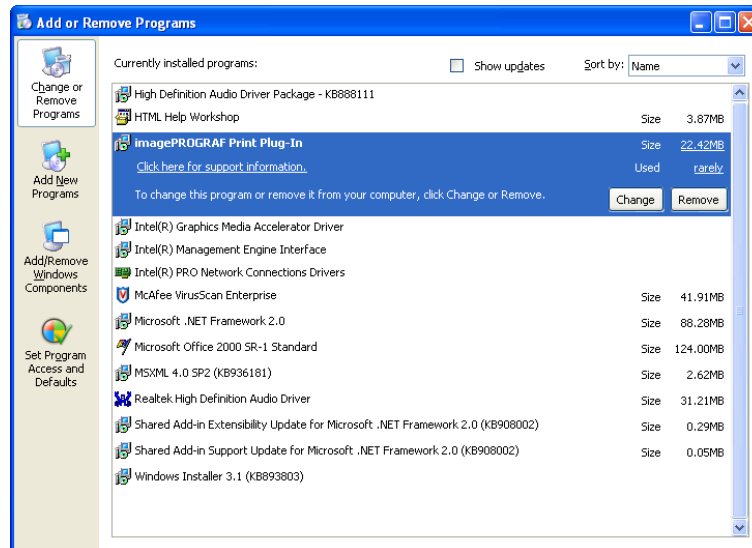 Add or Remove Programs
Currently installed programs: Show updates Sort by: Name
Change or
Remove
Programs
Add New
Programs
Add/Remove
Windows
Components
Set Program
Access and
Defaults
High Definition Audio Driver Package - KB888111
HTML Help Workshop Size 3.87MB
imagePROGRAF Print Plug-In Size 22.42MB
Click here for support information. Used rarely
To change this program or remove it from your computer, click Change or Remove. Change Remove
Intel(R) Graphics Media Accelerator Driver
Intel(R) Management Engine Interface
Intel(R) PRO Network Connections Drivers
McAfee VirusScan Enterprise Size 41.91MB
Microsoft .NET Framework 2.0 Size 88.28MB
Microsoft Office 2000 SR-1 Standard Size 124.00MB
MSXML 4.0 SP2 (KB936181) Size 2.62MB
Realtek High Definition Audio Driver Size 31.21MB
Shared Add-in Extensibility Update for Microsoft .NET Framework 2.0 (KB908002) Size 0.29MB
Shared Add-in Support Update for Microsoft .NET Framework 2.0 (KB908002) Size 0.05MB
Windows Installer 3.1 (KB893803)